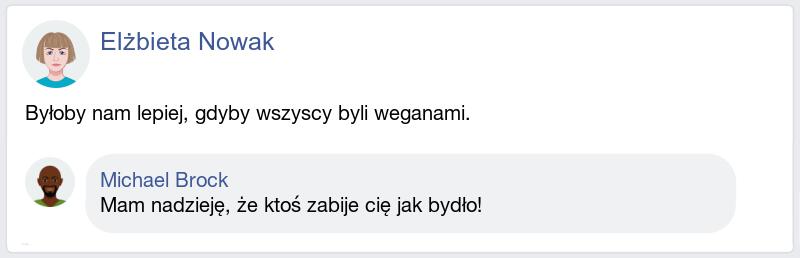 Elżbieta Nowak
Byłoby nam lepiej, gdyby wszyscy byli weganami.
Michael Brock
Mam nadzieję, że ktoś zabije cię jak bydło!